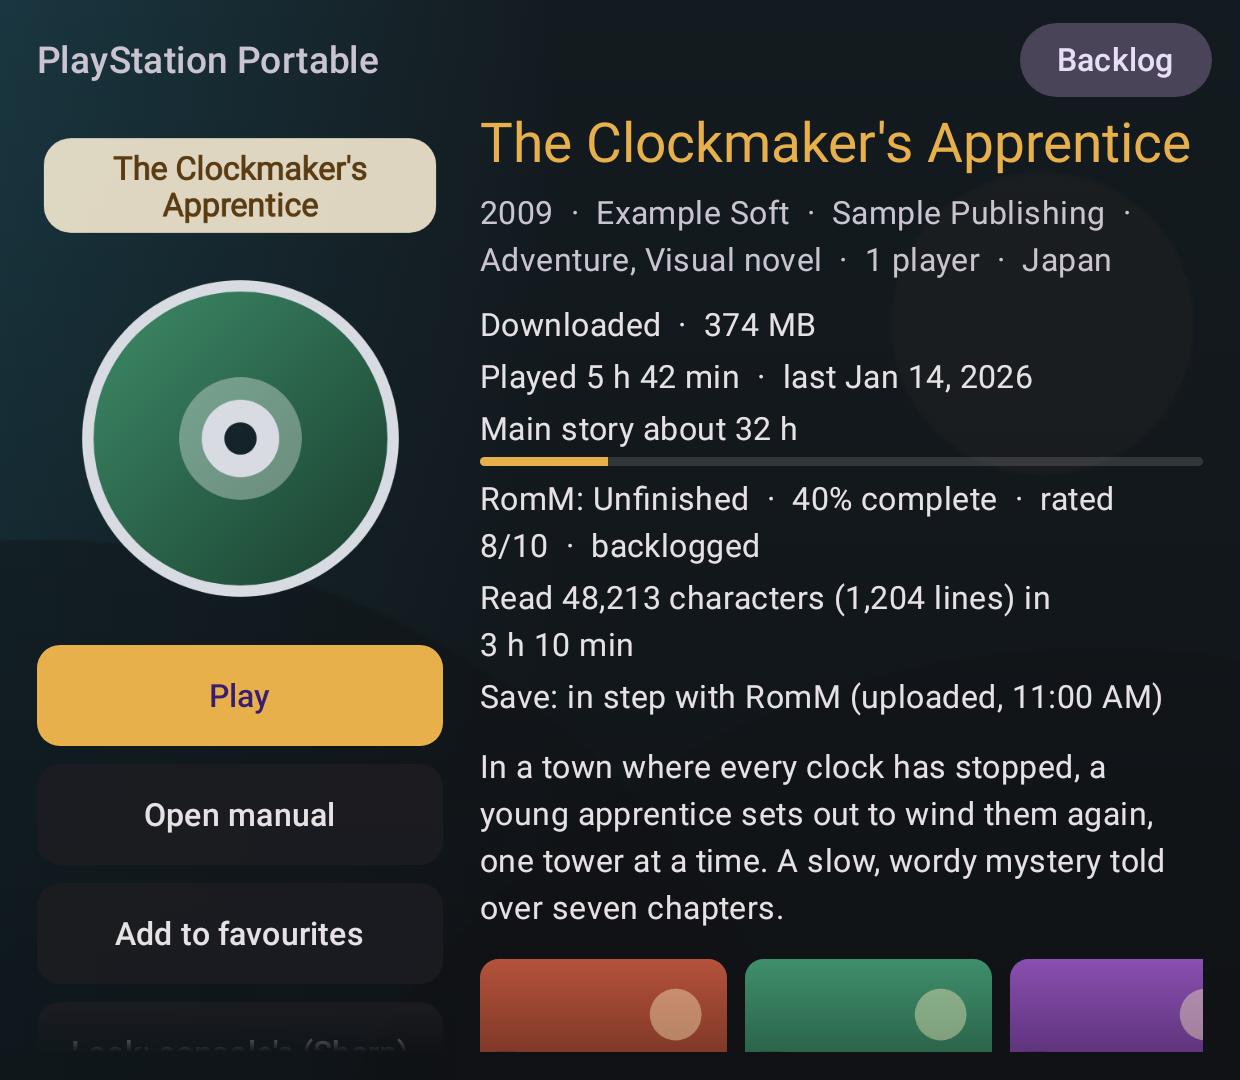 PlayStation Portable
Backlog
The Clockmaker's
Apprentice
Play
Open manual
Add to favourites
Look: console's (Sharp)
The Clockmaker's Apprentice
2009 · Example Soft · Sample Publishing ·
Adventure, Visual novel · 1 player · Japan
Downloaded · 374 MB
Played 5 h 42 min · last Jan 14, 2026
Main story about 32 h
RomM: Unfinished · 40% complete · rated
8/10 · backlogged
Read 48,213 characters (1,204 lines) in
3 h 10 min
Save: in step with RomM (uploaded, 11:00 AM)
In a town where every clock has stopped, a
young apprentice sets out to wind them again,
one tower at a time. A slow, wordy mystery told
over seven chapters.